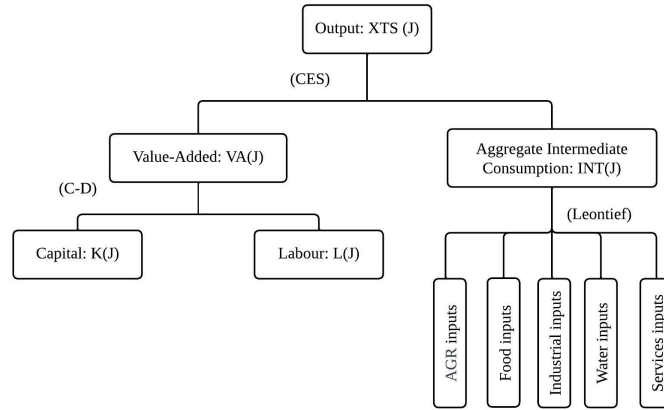 Output: XTS (J)
(CES)
Value-Added: VA(J)
Aggregate Intermediate
Consumption: INT(J)
(C-D)
(Leontief)
Capital: K(J)
Labour: L(J)
AGR inputs
Food inputs
Industrial inputs
Water inputs
Services inputs